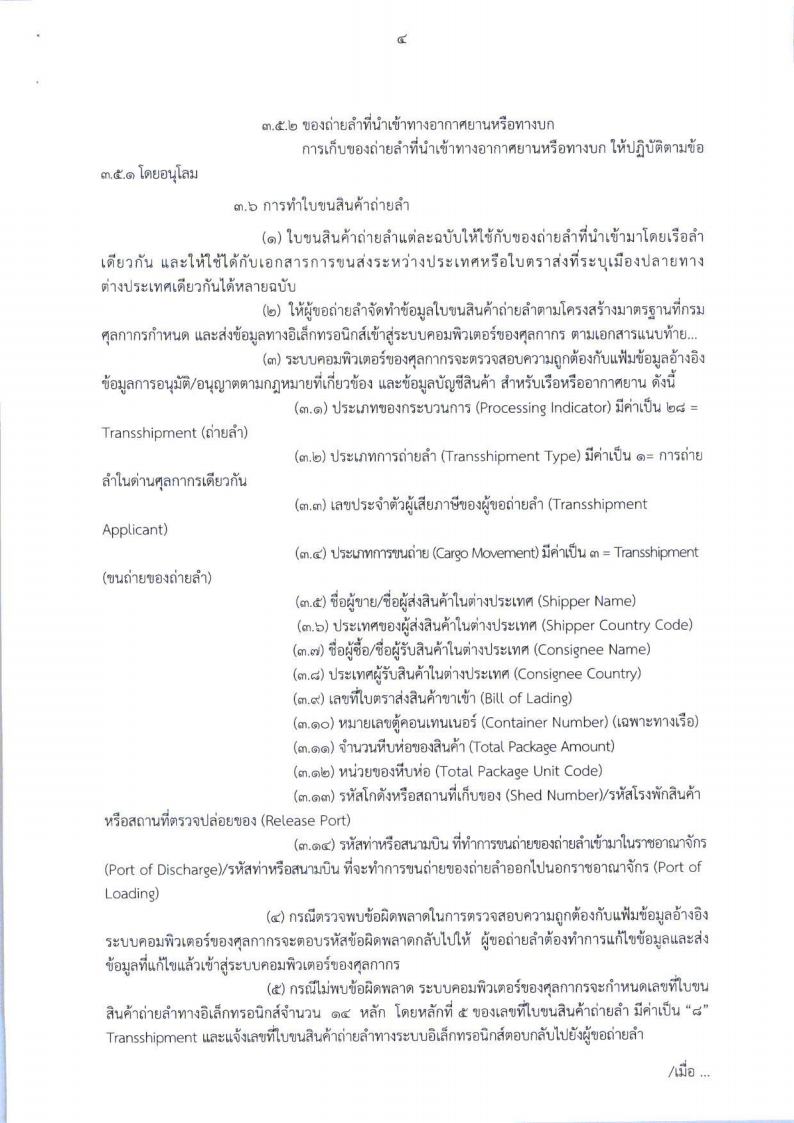 ๔
๓.๕.๒ ของถ่ายลำที่นำเข้าทางอากาศยานหรือทางบก
การเก็บของถ่ายลำที่นำเข้าทางอากาศยานหรือทางบก ให้ปฏิบัติตามข้อ
๓.๕.๑ โดยอนุโลม
๓.๖ การทำใบขนสินค้าถ่ายลำ
(๑) ใบขนสินค้าถ่ายลำแต่ละฉบับให้ใช้กับของถ่ายลำที่นำเข้ามาโดยเรือลำ
เดียวกัน และให้ใช้ได้กับเอกสารการขนส่งระหว่างประเทศหรือใบตราส่งที่ระบุเมืองปลายทาง
ต่างประเทศเดียวกันได้หลายฉบับ
(๒) ให้ผู้ขอถ่ายลำจัดทำข้อมูลใบขนสินค้าถ่ายลำตามโครงสร้างมาตรฐานที่กรม
ศุลกากรกำหนด และส่งข้อมูลทางอิเล็กทรอนิกส์เข้าสู่ระบบคอมพิวเตอร์ของศุลกากร ตามเอกสารแนบท้าย...
(๓) ระบบคอมพิวเตอร์ของศุลกากรจะตรวจสอบความถูกต้องกับแฟ้มข้อมูลอ้างอิง
ข้อมูลการอนุมัติ/อนุญาตตามกฎหมายที่เกี่ยวข้อง และข้อมูลบัญชีสินค้า สำหรับเรือหรืออากาศยาน ดังนี้
(๓.๑) ประเภทของกระบวนการ (Processing Indicator) มีค่าเป็น ๒๘ =
Transshipment (ถ่ายลำ)
(๓.๒) ประเภทการถ่ายลำ (Transshipment Type) มีค่าเป็น ๑= การถ่าย
ลำในด่านศุลกากรเดียวกัน
(๓.๓) เลขประจำตัวผู้เสียภาษีของผู้ขอถ่ายลำ (Transshipment
Applicant)
(๓.๔) ประเภทการขนถ่าย (Cargo Movement) มีค่าเป็น ๓ = Transshipment
(ขนถ่ายของถ่ายลำ)
(๓.๕) ชื่อผู้ขาย/ชื่อผู้ส่งสินค้าในต่างประเทศ (Shipper Name)
(๓.๖) ประเทศของผู้ส่งสินค้าในต่างประเทศ (Shipper Country Code)
(๓.๗) ชื่อผู้ซื้อ/ชื่อผู้รับสินค้าในต่างประเทศ (Consignee Name)
(๓.๘) ประเทศผู้รับสินค้าในต่างประเทศ (Consignee Country)
(๓.๙) เลขที่ใบตราส่งสินค้าขาเข้า (Bill of Lading)
(๓.๑๐) หมายเลขตู้คอนเทนเนอร์ (Container Number) (เฉพาะทางเรือ)
(๓.๑๑) จำนวนหีบห่อของสินค้า (Total Package Amount)
(๓.๑๒) หน่วยของหีบห่อ (Total Package Unit Code)
(๓.๑๓) รหัสโกดังหรือสถานที่เก็บของ (Shed Number)/รหัสโรงพักสินค้า
หรือสถานที่ตรวจปล่อยของ (Release Port)
(๓.๑๔) รหัสท่าหรือสนามบิน ที่ทำการขนถ่ายของถ่ายลำเข้ามาในราชอาณาจักร
(Port of Discharge)/รหัสท่าหรือสนามบิน ที่จะทำการขนถ่ายของถ่ายลำออกไปนอกราชอาณาจักร (Port of
Loading)
(๔) กรณีตรวจพบข้อผิดพลาดในการตรวจสอบความถูกต้องกับแฟ้มข้อมูลอ้างอิง
ระบบคอมพิวเตอร์ของศุลกากรจะตอบรหัสข้อผิดพลาดกลับไปให้ ผู้ขอถ่ายลำต้องทำการแก้ไขข้อมูลและส่ง
ข้อมูลที่แก้ไขแล้วเข้าสู่ระบบคอมพิวเตอร์ของศุลกากร
(๕) กรณีไม่พบข้อผิดพลาด ระบบคอมพิวเตอร์ของศุลกากรจะกำหนดเลขที่ใบขน
สินค้าถ่ายลำทางอิเล็กทรอนิกส์จำนวน ๑๔ หลัก โดยหลักที่ ๕ ของเลขที่ใบขนสินค้าถ่ายลำ มีค่าเป็น “๘”
Transshipment และแจ้งเลขที่ใบขนสินค้าถ่ายลำทางระบบอิเล็กทรอนิกส์ตอบกลับไปยังผู้ขอถ่ายลำ
/เมื่อ ...